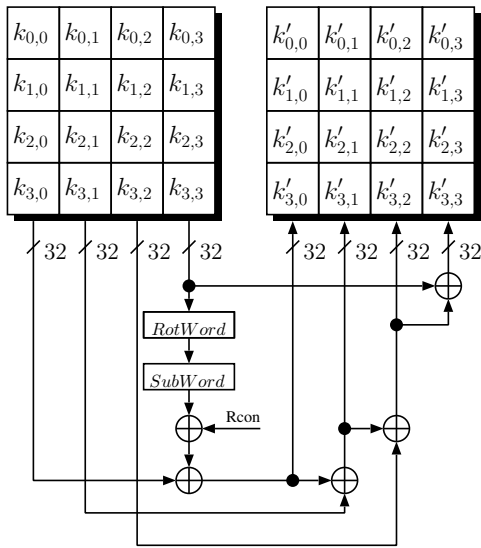 k0,0 k0,1 k0,2 k0,3 k′0,0 k′0,1 k′0,2 k′0,3
k1,0 k1,1 k1,2 k1,3 k′1,0 k′1,1 k′1,2 k′1,3
k2,0 k2,1 k2,2 k2,3 k′2,0 k′2,1 k′2,2 k′2,3
k3,0 k3,1 k3,2 k3,3 k′3,0 k′3,1 k′3,2 k′3,3
32 32 32 32 32 32 32 32
RotWord
SubWord
Rcon